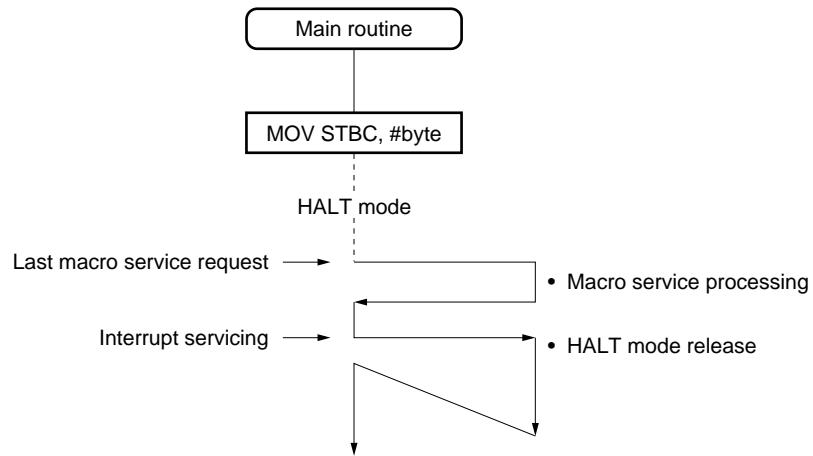 Main routine
MOV STBC, #byte
HALT mode
Last macro service request
• Macro service processing
Interrupt servicing
• HALT mode release